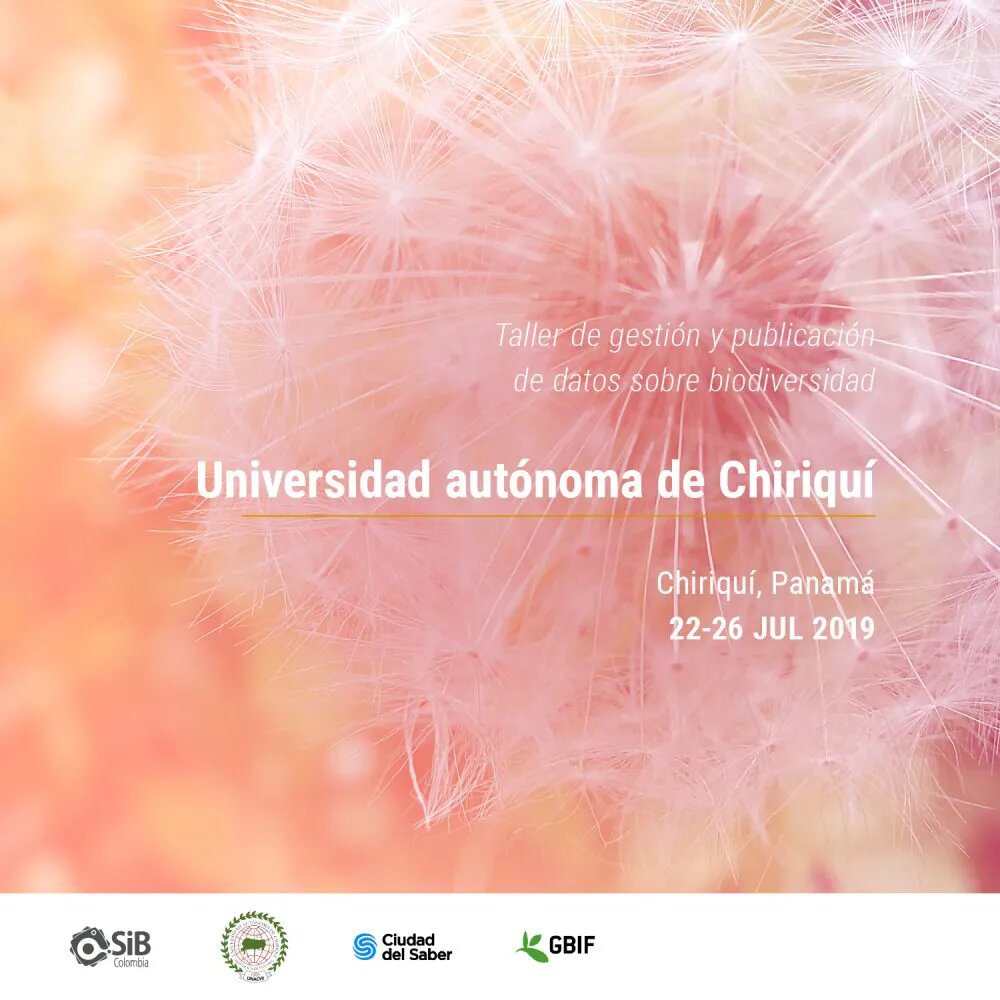 Taller de gestión y publicación
de datos sobre biodiversidad
Universidad autónoma de Chiriquí
Chiriquí, Panamá
22-26 JUL 2019
SiB
Colombia
UNACHI
Ciudad
del Saber
GBIF